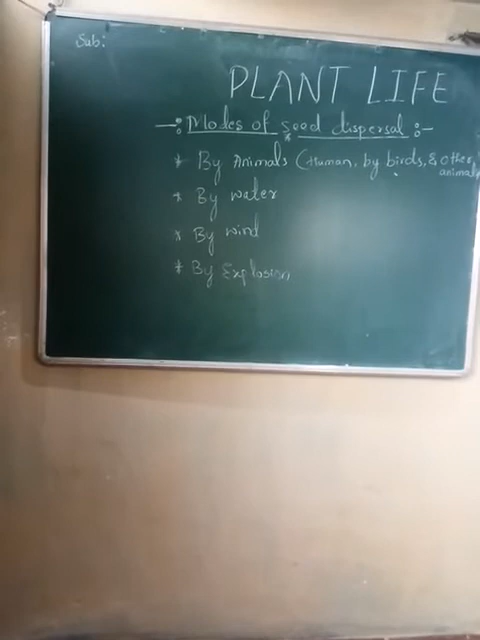 Sub:
PLANT LIFE
—: Modes of seed dispersal :—
* By Animals (Human, by birds, & other animals
* By water
* By wind
* By Explosion